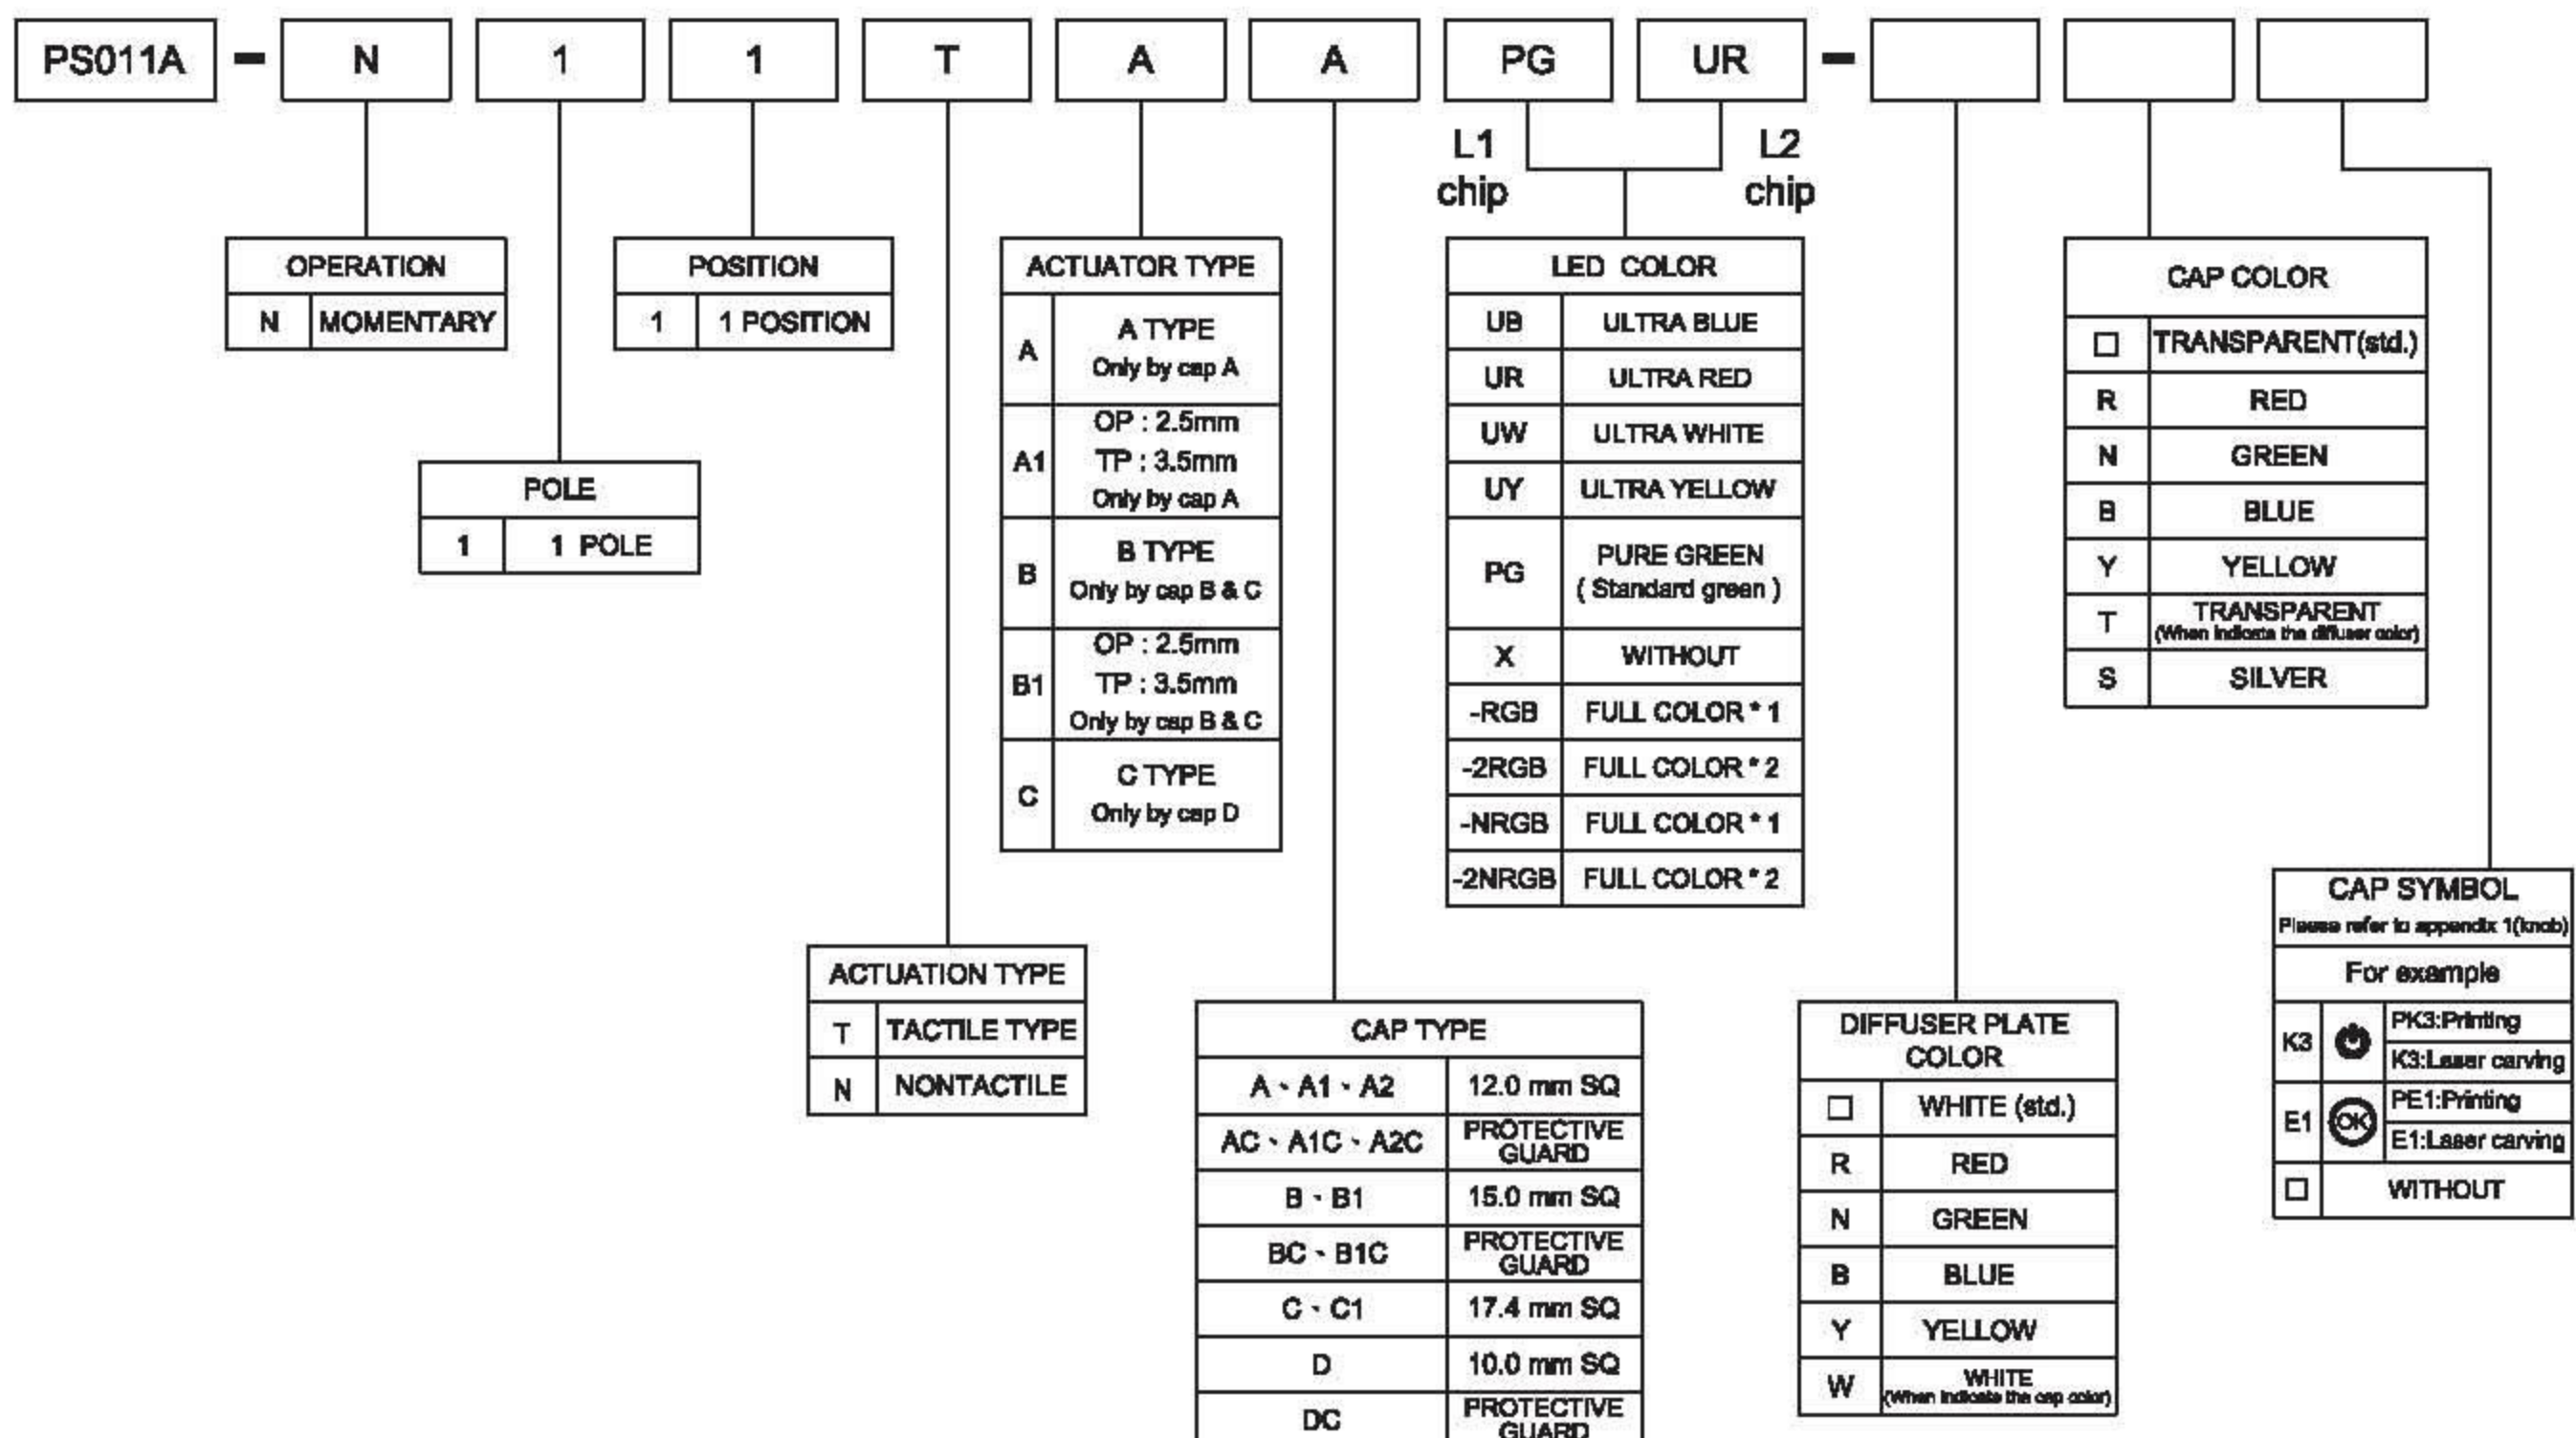 PS011A - N 1 1 T A A PG UR -
L1 chip
L2 chip
OPERATION
N MOMENTARY
POSITION
1 1 POSITION
POLE
1 1 POLE
ACTUATOR TYPE
A A TYPE
Only by cap A
A1 OP : 2.5mm
TP : 3.5mm
Only by cap A
B B TYPE
Only by cap B & C
B1 OP : 2.5mm
TP : 3.5mm
Only by cap B & C
C C TYPE
Only by cap D
LED COLOR
UB ULTRA BLUE
UR ULTRA RED
UW ULTRA WHITE
UY ULTRA YELLOW
PG PURE GREEN
( Standard green )
X WITHOUT
-RGB FULL COLOR * 1
-2RGB FULL COLOR * 2
-NRGB FULL COLOR * 1
-2NRGB FULL COLOR * 2
CAP COLOR
□ TRANSPARENT(std.)
R RED
N GREEN
B BLUE
Y YELLOW
T TRANSPARENT
(When indicate the diffuser color)
S SILVER
ACTUATION TYPE
T TACTILE TYPE
N NONTACTILE
CAP TYPE
A、A1、A2 12.0 mm SQ
AC、A1C、A2C PROTECTIVE
GUARD
B、B1 15.0 mm SQ
BC、B1C PROTECTIVE
GUARD
C、C1 17.4 mm SQ
D 10.0 mm SQ
DC PROTECTIVE
GUARD
DIFFUSER PLATE
COLOR
□ WHITE (std.)
R RED
N GREEN
B BLUE
Y YELLOW
W WHITE
(When indicate the cap color)
CAP SYMBOL
Please refer to appendix 1(knob)
For example
K3 PK3:Printing
K3:Laser carving
E1 OK PE1:Printing
E1:Laser carving
□ WITHOUT